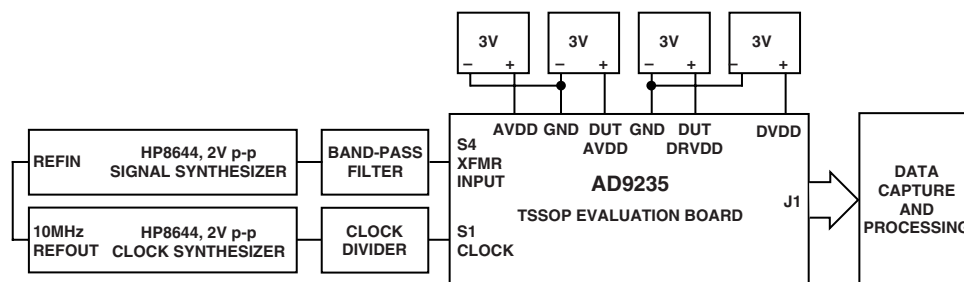 3V
3V
3V
3V
– +
– +
– +
– +
AVDD GND DUT AVDD GND DUT DRVDD DVDD
REFIN
HP8644, 2V p-p
SIGNAL SYNTHESIZER
BAND-PASS
FILTER
S4
XFMR
INPUT
AD9235
TSSOP EVALUATION BOARD
J1
DATA
CAPTURE
AND
PROCESSING
10MHz
REFOUT
HP8644, 2V p-p
CLOCK SYNTHESIZER
CLOCK
DIVIDER
S1
CLOCK